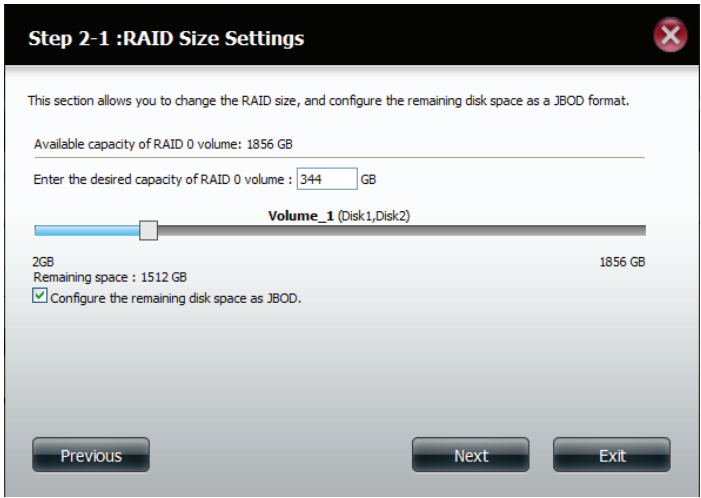 Step 2-1 :RAID Size Settings
This section allows you to change the RAID size, and configure the remaining disk space as a JBOD format.
Available capacity of RAID 0 volume: 1856 GB
Enter the desired capacity of RAID 0 volume : 344 GB
Volume_1 (Disk1,Disk2)
2GB 1856 GB
Remaining space : 1512 GB
Configure the remaining disk space as JBOD.
Previous Next Exit